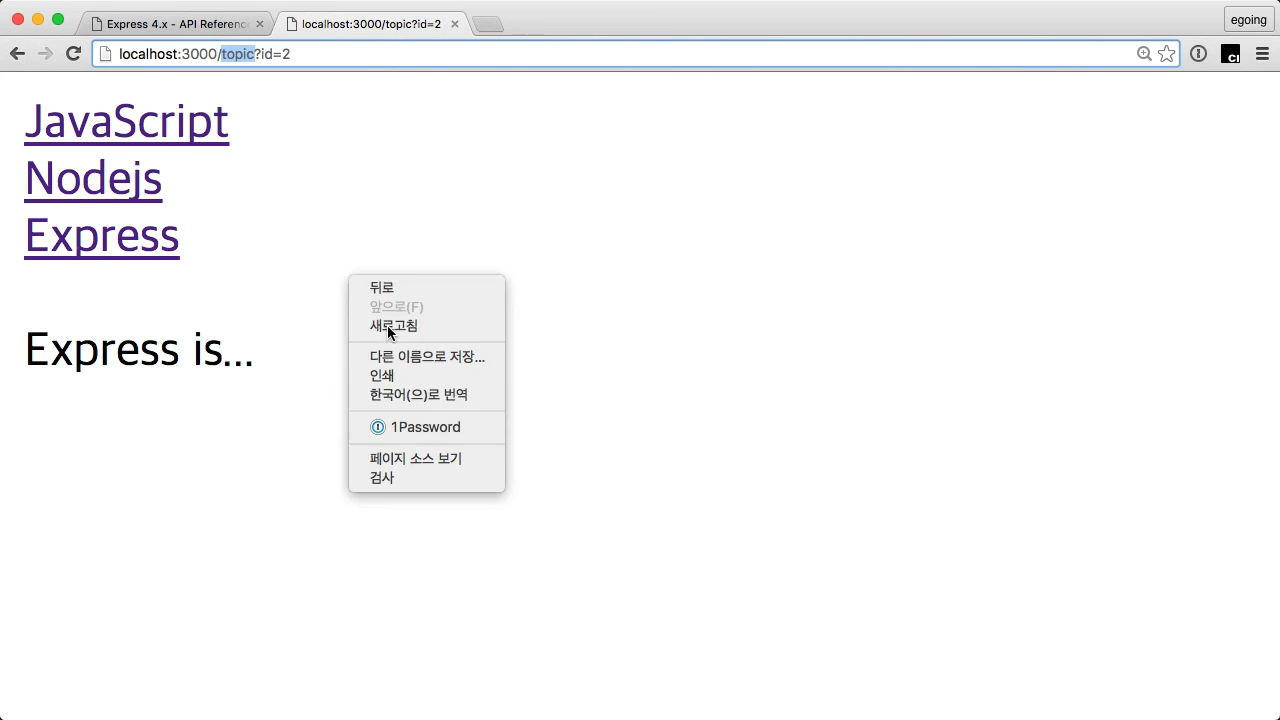 Express 4.x - API Referenc
localhost:3000/topic?id=2
egoing
localhost:3000/topic?id=2
JavaScript
Nodejs
Express
Express is...
뒤로
앞으로(F)
새로고침
다른 이름으로 저장...
인쇄
한국어(으)로 번역
1Password
페이지 소스 보기
검사